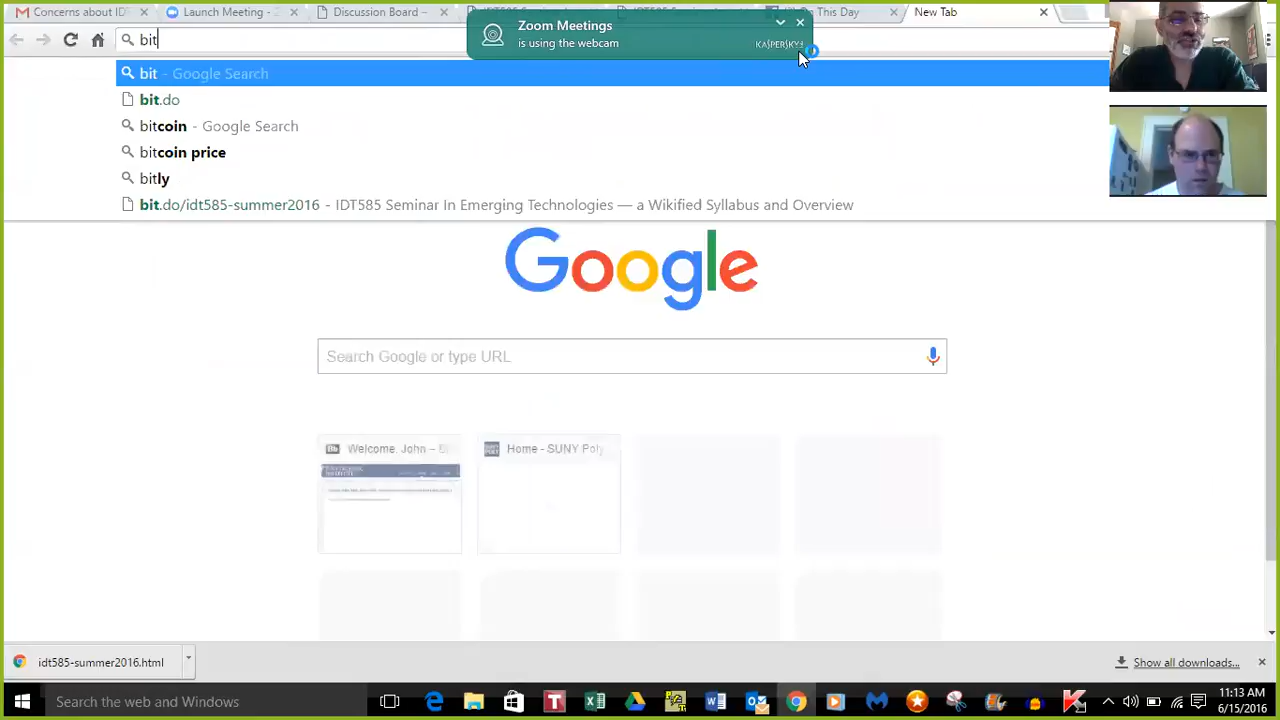 Concerns about IDT585
Launch Meeting - Z
Discussion Board –
On This Day
New Tab
bit
Zoom Meetings
is using the webcam
KASPERSKY
bit - Google Search
bit.do
bitcoin - Google Search
bitcoin price
bitly
bit.do/idt585-summer2016 - IDT585 Seminar In Emerging Technologies — a Wikified Syllabus and Overview
Google
Search Google or type URL
Welcome, John –
Home - SUNY Poly
idt585-summer2016.html
Show all downloads...
Search the web and Windows
11:13 AM
6/15/2016